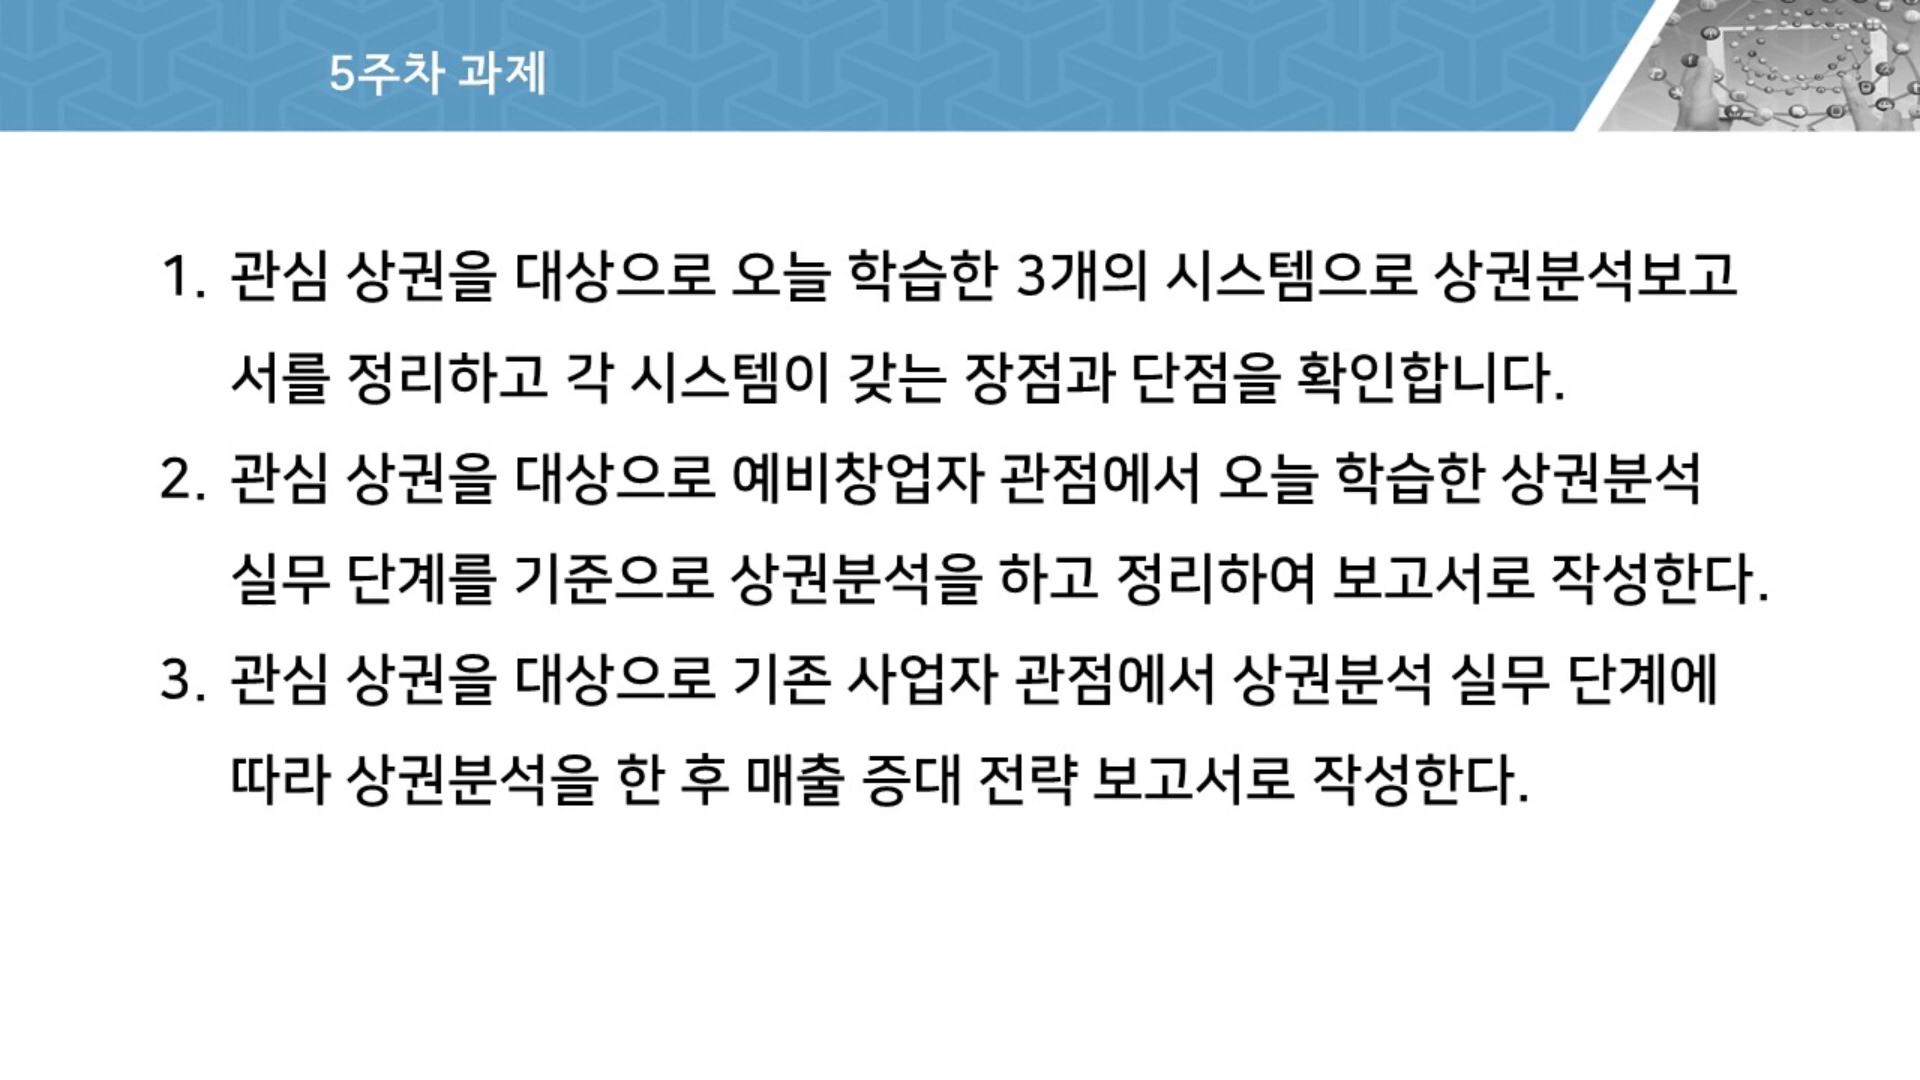 5주차 과제
1. 관심 상권을 대상으로 오늘 학습한 3개의 시스템으로 상권분석보고
서를 정리하고 각 시스템이 갖는 장점과 단점을 확인합니다.
2. 관심 상권을 대상으로 예비창업자 관점에서 오늘 학습한 상권분석
실무 단계를 기준으로 상권분석을 하고 정리하여 보고서로 작성한다.
3. 관심 상권을 대상으로 기존 사업자 관점에서 상권분석 실무 단계에
따라 상권분석을 한 후 매출 증대 전략 보고서로 작성한다.